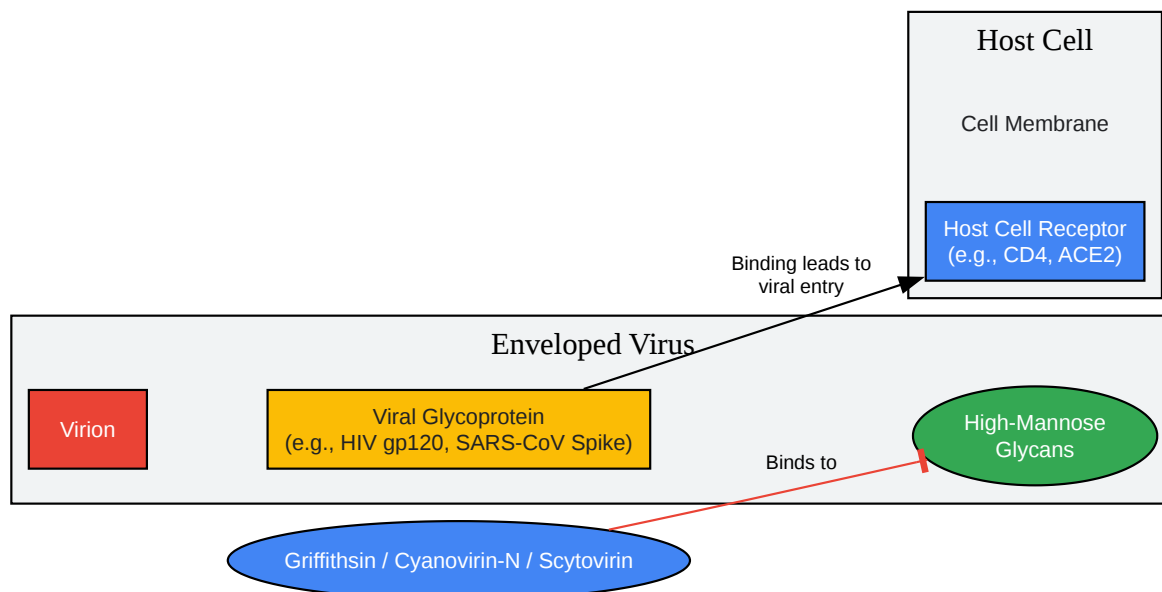 Host Cell
Cell Membrane
Host Cell Receptor
(e.g., CD4, ACE2)
Binding leads to
viral entry
Enveloped Virus
Virion
Viral Glycoprotein
(e.g., HIV gp120, SARS-CoV Spike)
High-Mannose
Glycans
Binds to
Griffithsin / Cyanovirin-N / Scytovirin